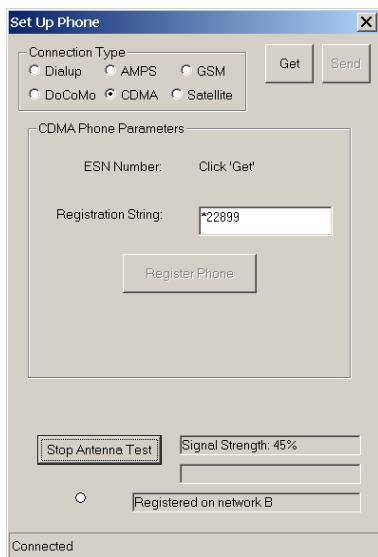 Set Up Phone
Connection Type
Dialup AMPS GSM
DoCoMo CDMA Satellite
Get Send
CDMA Phone Parameters
ESN Number: Click 'Get'
Registration String: *22899
Register Phone
Stop Antenna Test Signal Strength: 45%
Registered on network B
Connected